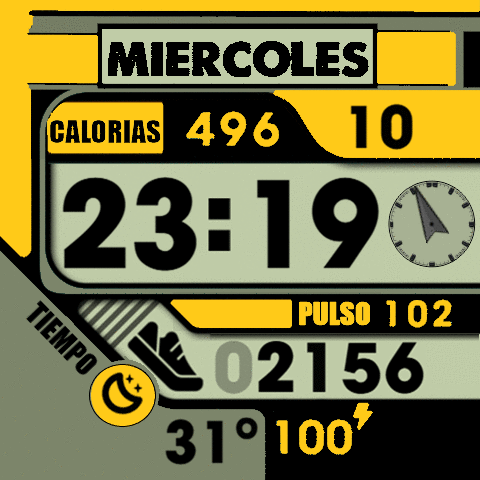 MIERCOLES
CALORIAS 496 10
23:19
PULSO 102
TIEMPO
02156
31° 100